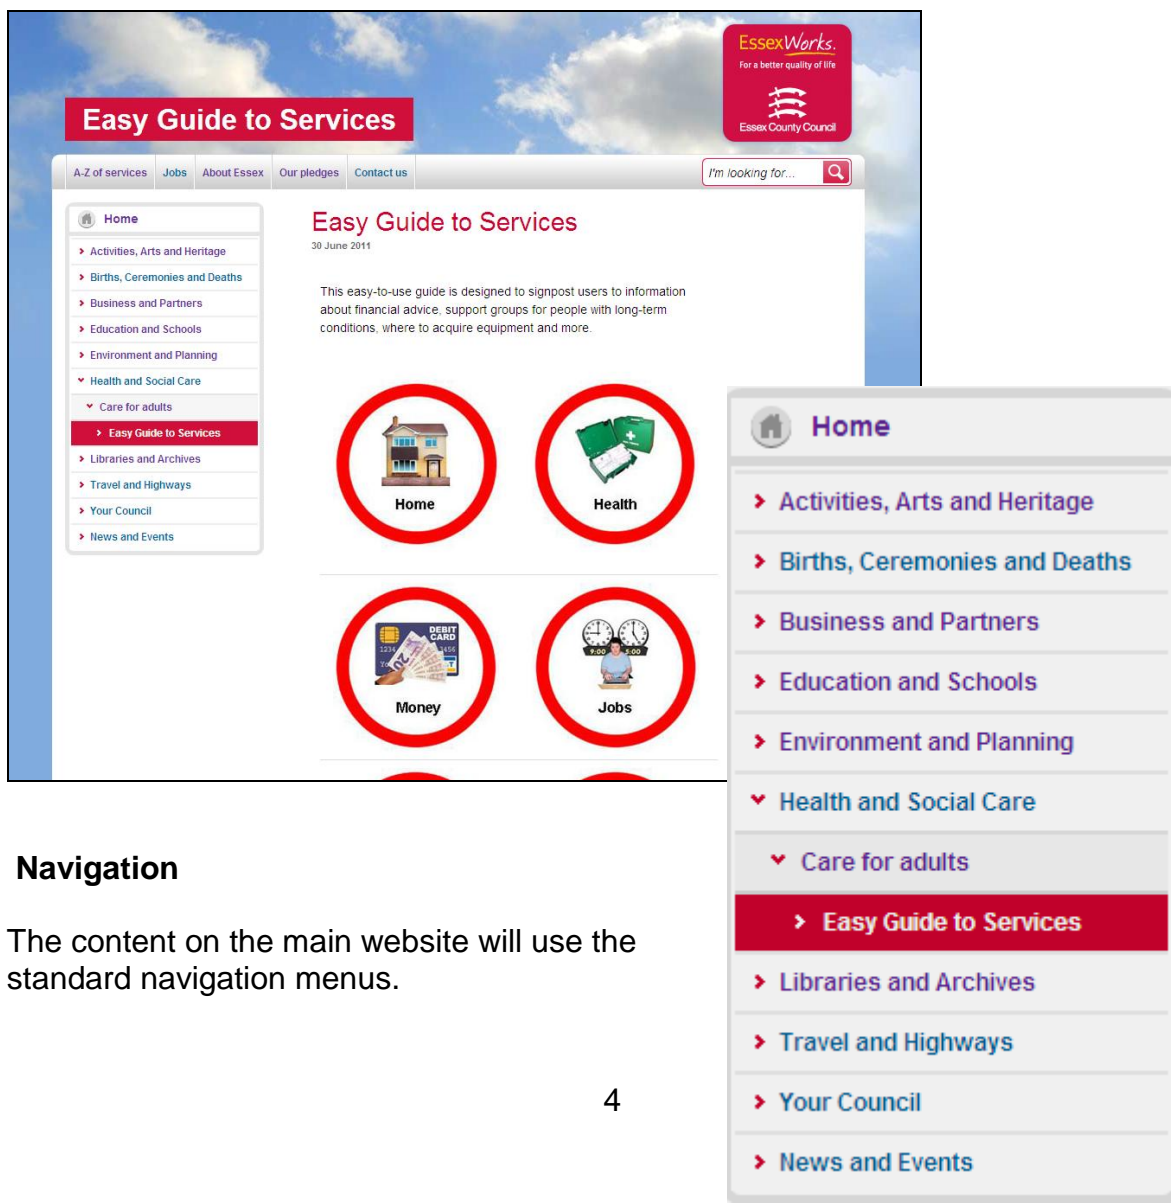 EssexWorks.
For a better quality of life
Essex County Council
Easy Guide to Services
A-Z of services Jobs About Essex Our pledges Contact us
I'm looking for...
Home
Activities, Arts and Heritage
Births, Ceremonies and Deaths
Business and Partners
Education and Schools
Environment and Planning
Health and Social Care
Care for adults
Easy Guide to Services
Libraries and Archives
Travel and Highways
Your Council
News and Events
Easy Guide to Services
30 June 2011
This easy-to-use guide is designed to signpost users to information
about financial advice, support groups for people with long-term
conditions, where to acquire equipment and more.
Home
Health
DEBIT
CARD
1234
3456
20
Money
9:00 5:00
Jobs
Home
Activities, Arts and Heritage
Births, Ceremonies and Deaths
Business and Partners
Education and Schools
Environment and Planning
Health and Social Care
Care for adults
Easy Guide to Services
Libraries and Archives
Travel and Highways
Your Council
News and Events
Navigation
The content on the main website will use the
standard navigation menus.
4